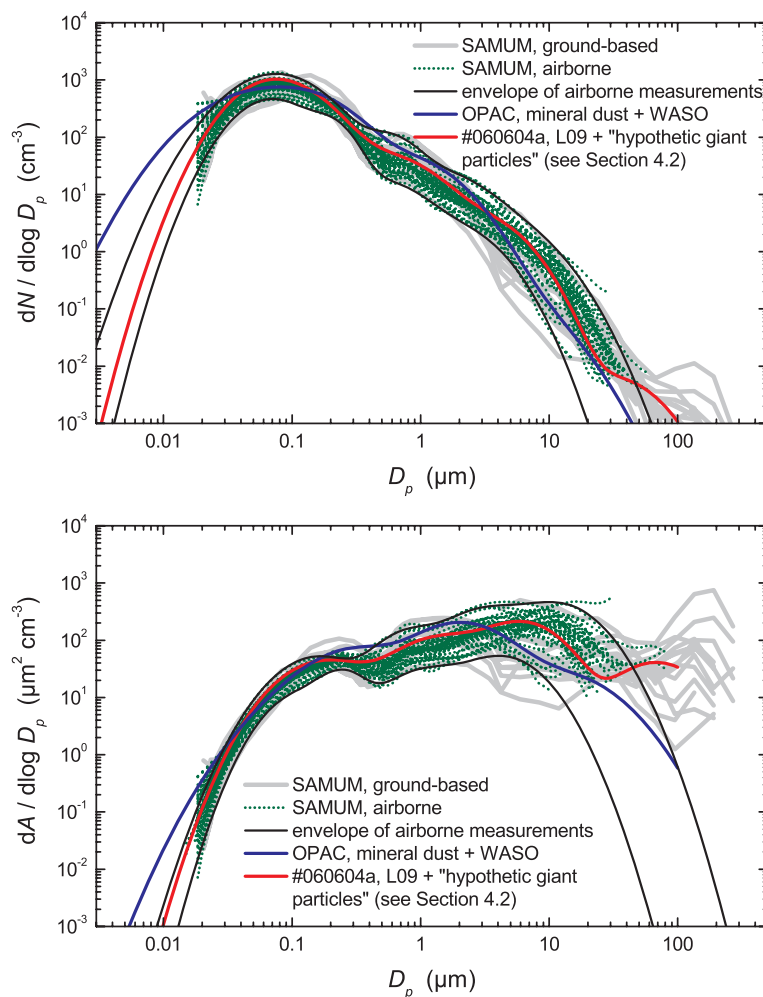 10^4
10^3
10^2
10^1
10^0
10^-1
10^-2
10^-3
dN / dlog D_p (cm^-3)
SAMUM, ground-based
SAMUM, airborne
envelope of airborne measurements
OPAC, mineral dust + WASO
#060604a, L09 + "hypothetic giant
particles" (see Section 4.2)
0.01 0.1 1 10 100
D_p (µm)
10^4
10^3
10^2
10^1
10^0
10^-1
10^-2
10^-3
dA / dlog D_p (µm^2 cm^-3)
SAMUM, ground-based
SAMUM, airborne
envelope of airborne measurements
OPAC, mineral dust + WASO
#060604a, L09 + "hypothetic giant
particles" (see Section 4.2)
0.01 0.1 1 10 100
D_p (µm)